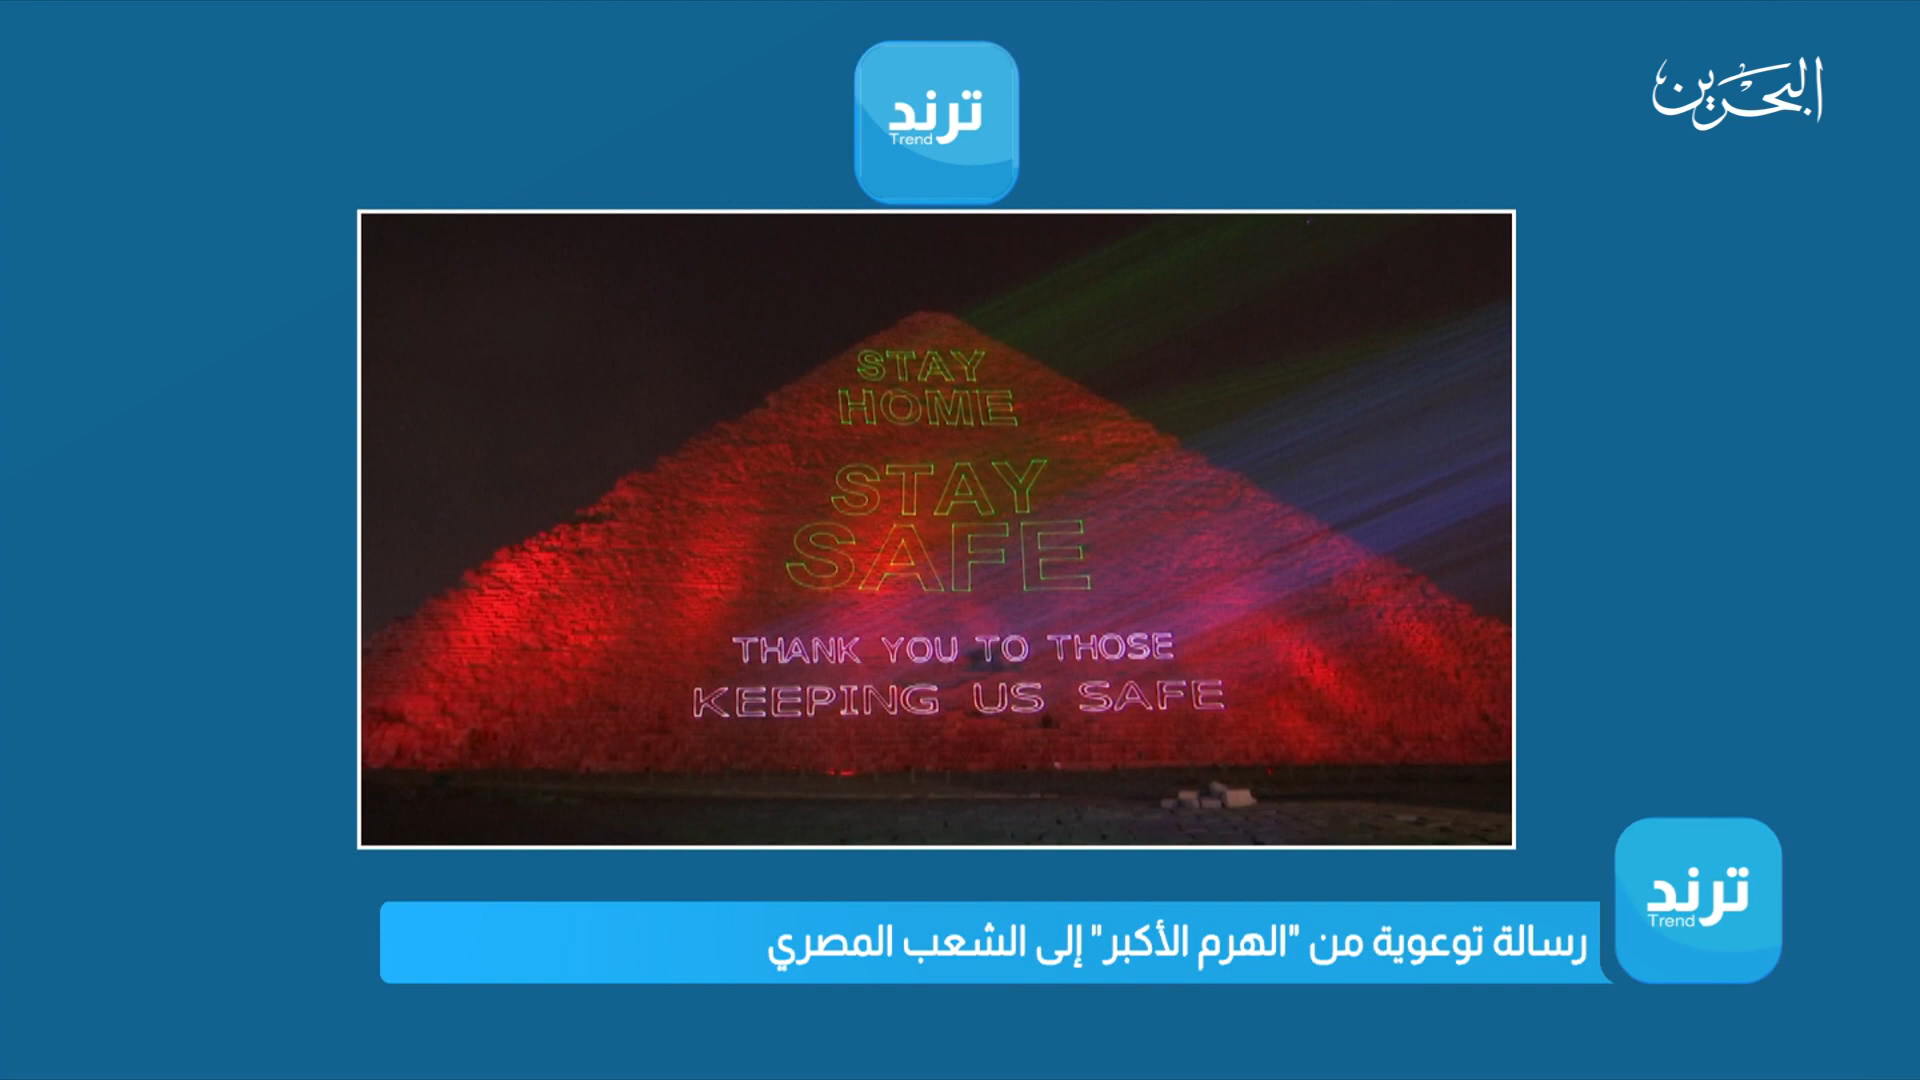 ترند
Trend
البحرين
STAY
HOME
STAY
SAFE
THANK YOU TO THOSE
KEEPING US SAFE
ترند
Trend
رسالة توعوية من "الهرم الأكبر" إلى الشعب المصري